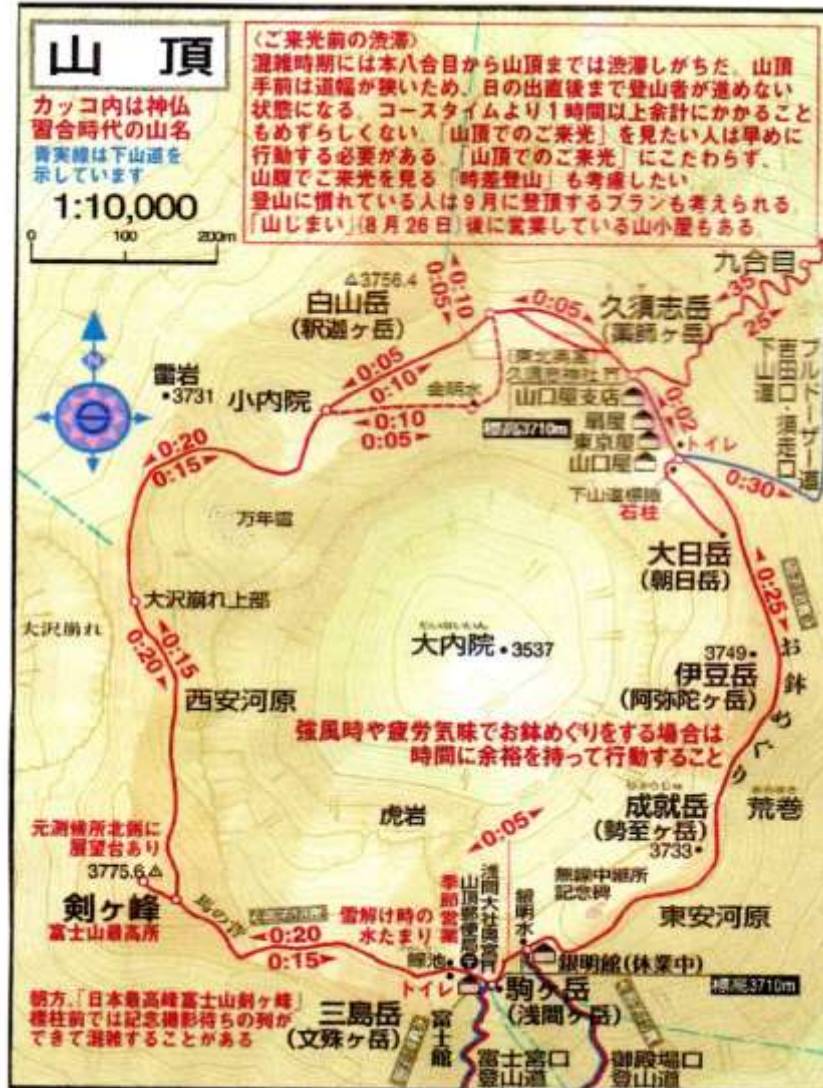 山頂
カッコ内は神仏
習合時代の山名
青実線は下山道を
示しています
1:10,000
0 100 200m
〈ご来光前の渋滞〉
混雑時期には本八合目から山頂までは渋滞しがちだ。山頂
手前は道幅が狭いため、日の出直後まで登山者が進めない
状態になる。コースタイムより1時間以上余計にかかること
もめずらしくない。「山頂でのご来光」を見たい人は早めに
行動する必要がある。「山頂でのご来光」にこだわらず、
山腹でご来光を見る「時差登山」も考慮したい
登山に慣れている人は9月に登頂するプランも考えられる。
「山じまい」(8月26日)後に営業している山小屋もある。
九合目
35
25
3756.4
白山岳
(釈迦ヶ岳)
0:10
0:05
0:05
久須志岳
(薬師ヶ岳)
ブルドーザー道
吉田口・須走口
下山道
雷岩
3731
小内院
0:05
0:10
金明水
0:10
0:05
久須志神社
山口屋支店
扇屋
東京屋
山口屋
標高3710m
0:02
トイレ
0:30
下山道標識
石柱
0:20
0:15
万年雪
大日岳
(朝日岳)
0:25
大沢崩れ上部
大沢崩れ
0:15
0:20
だいないいん
大内院 3537
3749
伊豆岳
(阿弥陀ヶ岳)
お鉢めぐり
西安河原
強風時や疲労気味でお鉢めぐりをする場合は
時間に余裕を持って行動すること
虎岩
0:05
成就岳
(勢至ヶ岳)
3733
荒巻
元測候所北側に
展望台あり
3775.6
剣ヶ峰
富士山最高所
馬の背
0:20
0:15
雪解け時の
水たまり
季節営業
山頂郵便局
浅間大社奥宮
銀明水
無線中継所
記念碑
東安河原
銀明館(休業中)
標高3710m
トイレ
駒ヶ岳
(浅間ヶ岳)
三島岳
(文殊ヶ岳)
富士館
富士宮口
登山道
御殿場口
登山道
朝方、「日本最高峰富士山剣ヶ峰」
標柱前では記念撮影待ちの列が
できて混雑することがある